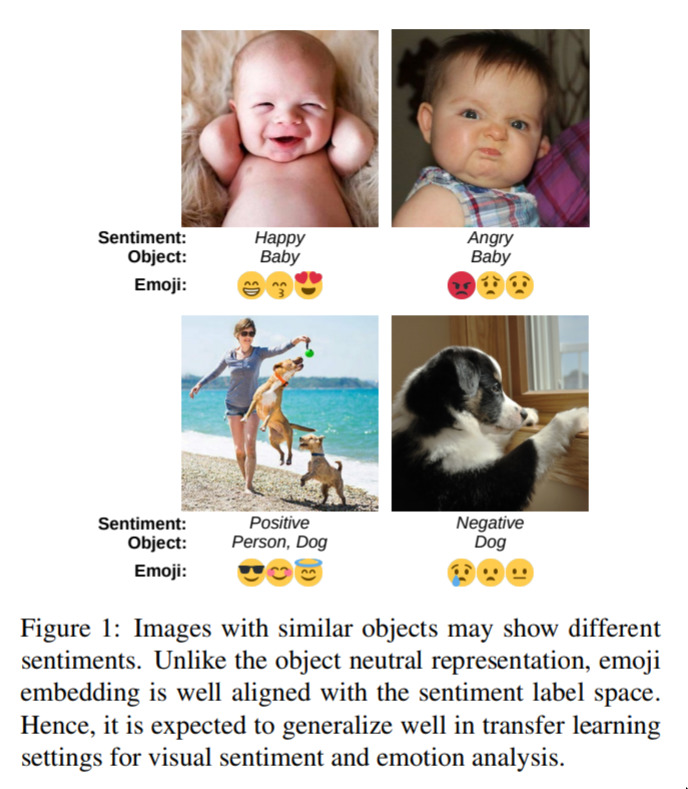 Sentiment: Happy Angry
Object: Baby Baby
Emoji: 😁😙😍 😡😟😧
Sentiment: Positive Negative
Object: Person, Dog Dog
Emoji: 😎😊😇 😢😦😐
Figure 1: Images with similar objects may show different
sentiments. Unlike the object neutral representation, emoji
embedding is well aligned with the sentiment label space.
Hence, it is expected to generalize well in transfer learning
settings for visual sentiment and emotion analysis.